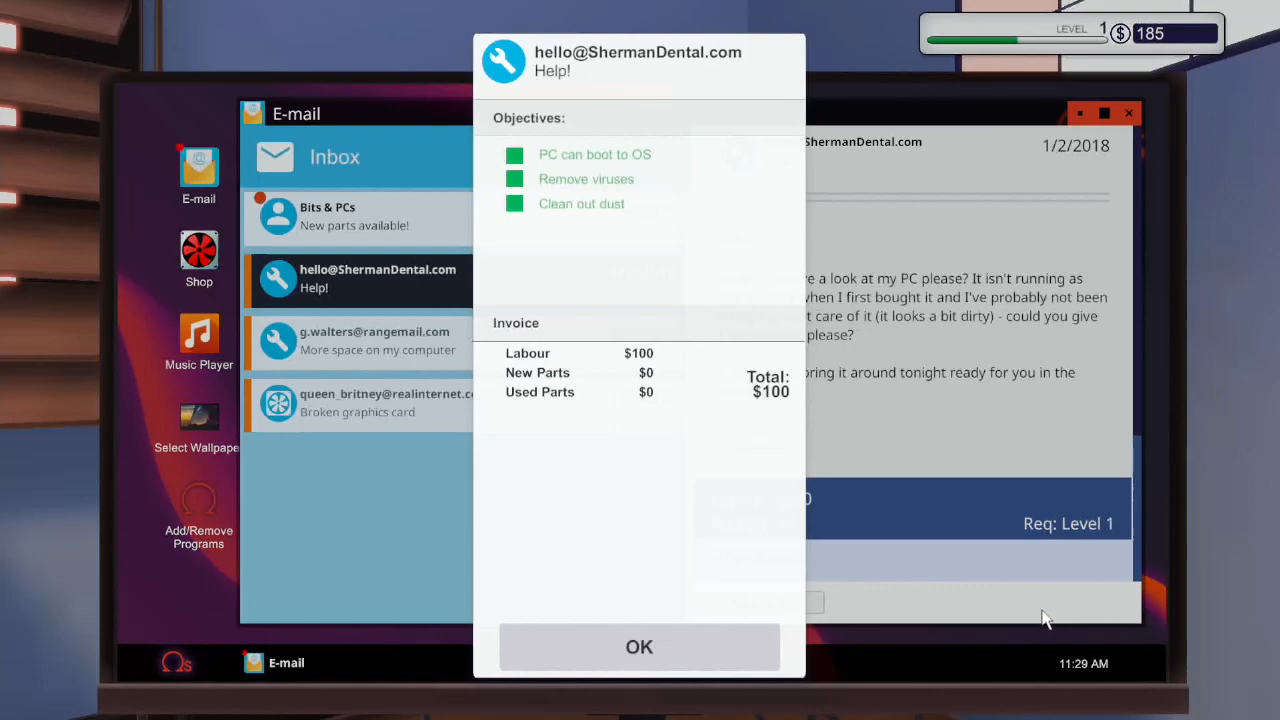 LEVEL 1
$ 185
E-mail
Shop
Music Player
Select Wallpape
Add/Remove
Programs
E-mail
Inbox
Bits & PCs
New parts available!
hello@ShermanDental.com
Help!
g.walters@rangemail.com
More space on my computer
queen_britney@realinternet.co
Broken graphics card
hello@ShermanDental.com
Help!
Objectives:
PC can boot to OS
Remove viruses
Clean out dust
Invoice
Labour $100
New Parts $0
Used Parts $0
Total:
$100
OK
ShermanDental.com
1/2/2018
e a look at my PC please? It isn't running as
when I first bought it and I've probably not been
t care of it (it looks a bit dirty) - could you give
please?
oring it around tonight ready for you in the
0
Req: Level 1
Ωs
E-mail
11:29 AM